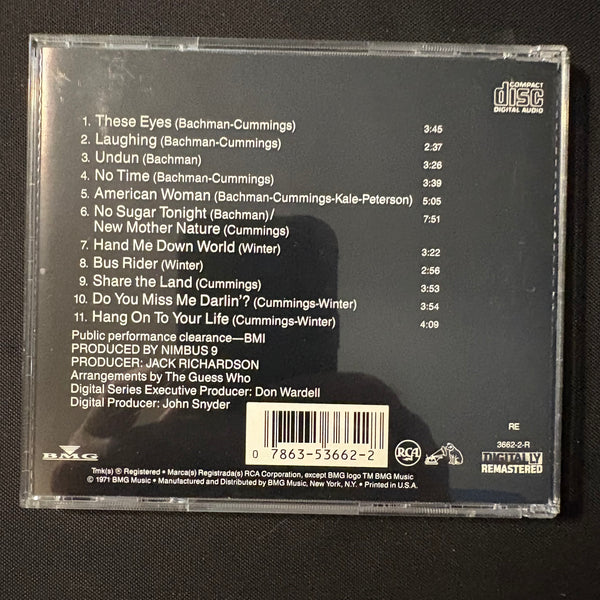 COMPACT
disc
DIGITAL AUDIO
1. These Eyes (Bachman-Cummings) 3:45
2. Laughing (Bachman-Cummings) 2:37
3. Undun (Bachman) 3:26
4. No Time (Bachman-Cummings) 3:39
5. American Woman (Bachman-Cummings-Kale-Peterson) 5:05
6. No Sugar Tonight (Bachman)/ 7:51
New Mother Nature (Cummings)
7. Hand Me Down World (Winter) 3:22
8. Bus Rider (Winter) 2:56
9. Share the Land (Cummings) 3:53
10. Do You Miss Me Darlin'? (Cummings-Winter) 3:54
11. Hang On To Your Life (Cummings-Winter) 4:09
Public performance clearance—BMI
PRODUCED BY NIMBUS 9
PRODUCER: JACK RICHARDSON
Arrangements by The Guess Who
Digital Series Executive Producer: Don Wardell
Digital Producer: John Snyder
0 7863-53662-2
BMG
RCA
RE
3662-2-R
DIGITALLY
REMASTERED
Tmk(s) ® Registered • Marca(s) Registrada(s) RCA Corporation, except BMG logo TM BMG Music
© 1971 BMG Music • Manufactured and Distributed by BMG Music, New York, N.Y. • Printed in U.S.A.